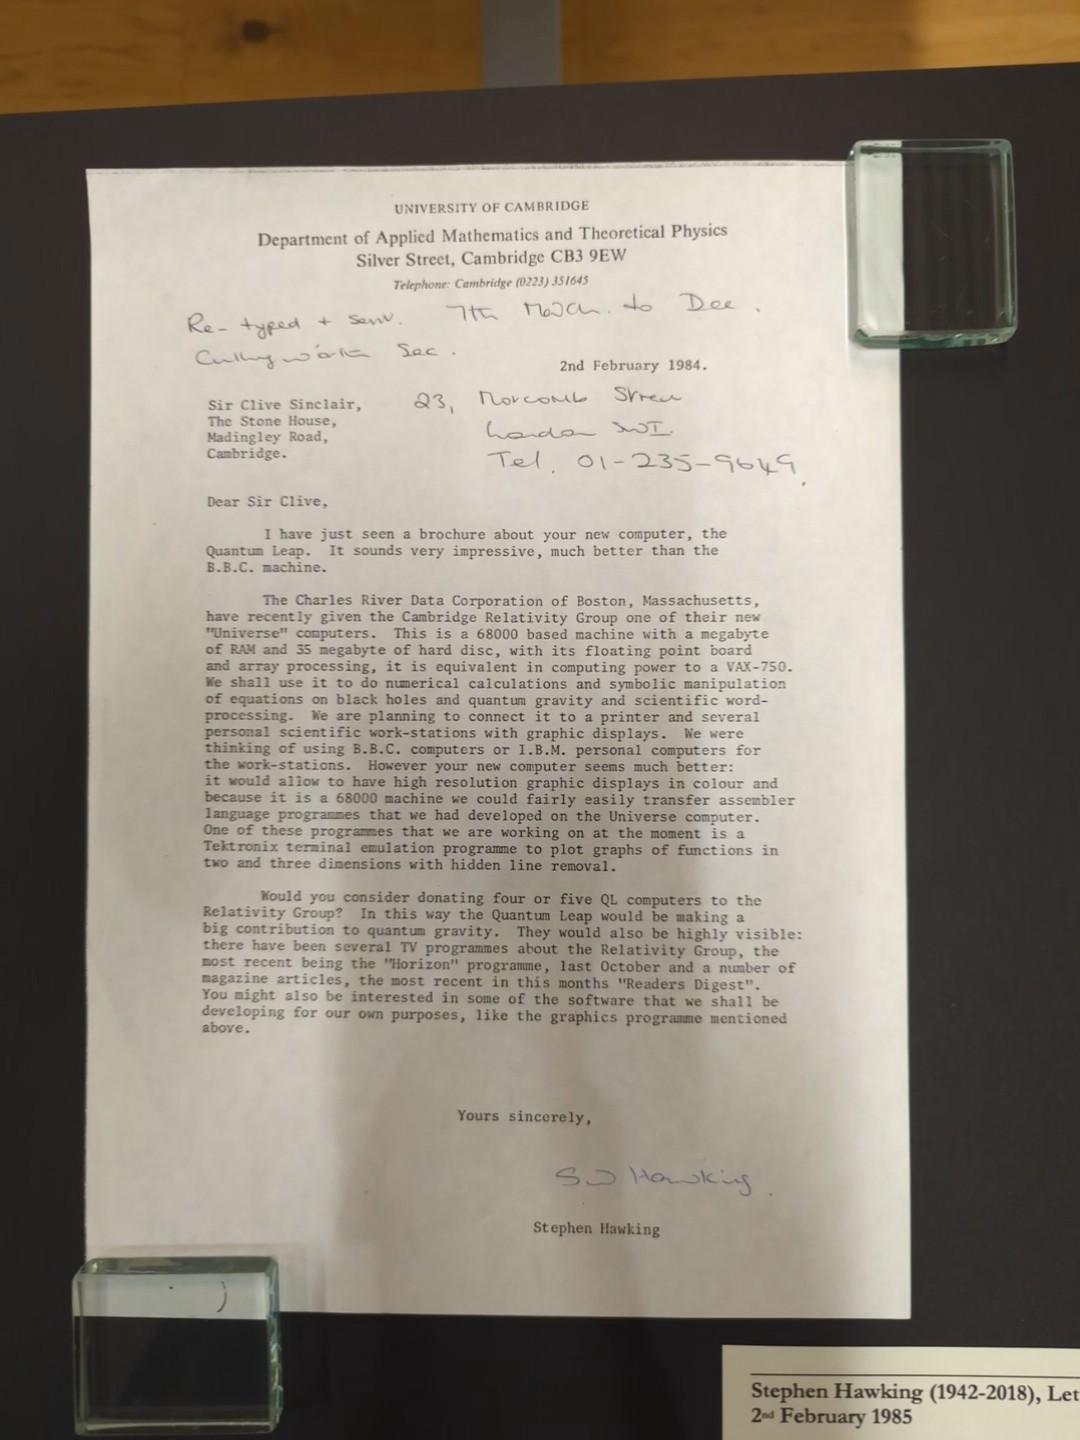 UNIVERSITY OF CAMBRIDGE
Department of Applied Mathematics and Theoretical Physics
Silver Street, Cambridge CB3 9EW
Telephone: Cambridge (0223) 351645
Re-typed + sent. 7th March. to Dee.
Sec.
2nd February 1984.
Sir Clive Sinclair,
The Stone House,
Madingley Road,
Cambridge.
23, Motcomb Street
London SWI.
Tel. 01-235-9649.
Dear Sir Clive,
I have just seen a brochure about your new computer, the
Quantum Leap. It sounds very impressive, much better than the
B.B.C. machine.
The Charles River Data Corporation of Boston, Massachusetts,
have recently given the Cambridge Relativity Group one of their new
"Universe" computers. This is a 68000 based machine with a megabyte
of RAM and 35 megabyte of hard disc, with its floating point board
and array processing, it is equivalent in computing power to a VAX-750.
We shall use it to do numerical calculations and symbolic manipulation
of equations on black holes and quantum gravity and scientific word-
processing. We are planning to connect it to a printer and several
personal scientific work-stations with graphic displays. We were
thinking of using B.B.C. computers or I.B.M. personal computers for
the work-stations. However your new computer seems much better:
it would allow to have high resolution graphic displays in colour and
because it is a 68000 machine we could fairly easily transfer assembler
language programmes that we had developed on the Universe computer.
One of these programmes that we are working on at the moment is a
Tektronix terminal emulation programme to plot graphs of functions in
two and three dimensions with hidden line removal.
Would you consider donating four or five QL computers to the
Relativity Group? In this way the Quantum Leap would be making a
big contribution to quantum gravity. They would also be highly visible:
there have been several TV programmes about the Relativity Group, the
most recent being the "Horizon" programme, last October and a number of
magazine articles, the most recent in this months "Readers Digest".
You might also be interested in some of the software that we shall be
developing for our own purposes, like the graphics programme mentioned
above.
Yours sincerely,
SW Hawking.
Stephen Hawking
Stephen Hawking (1942-2018), Let
2nd February 1985